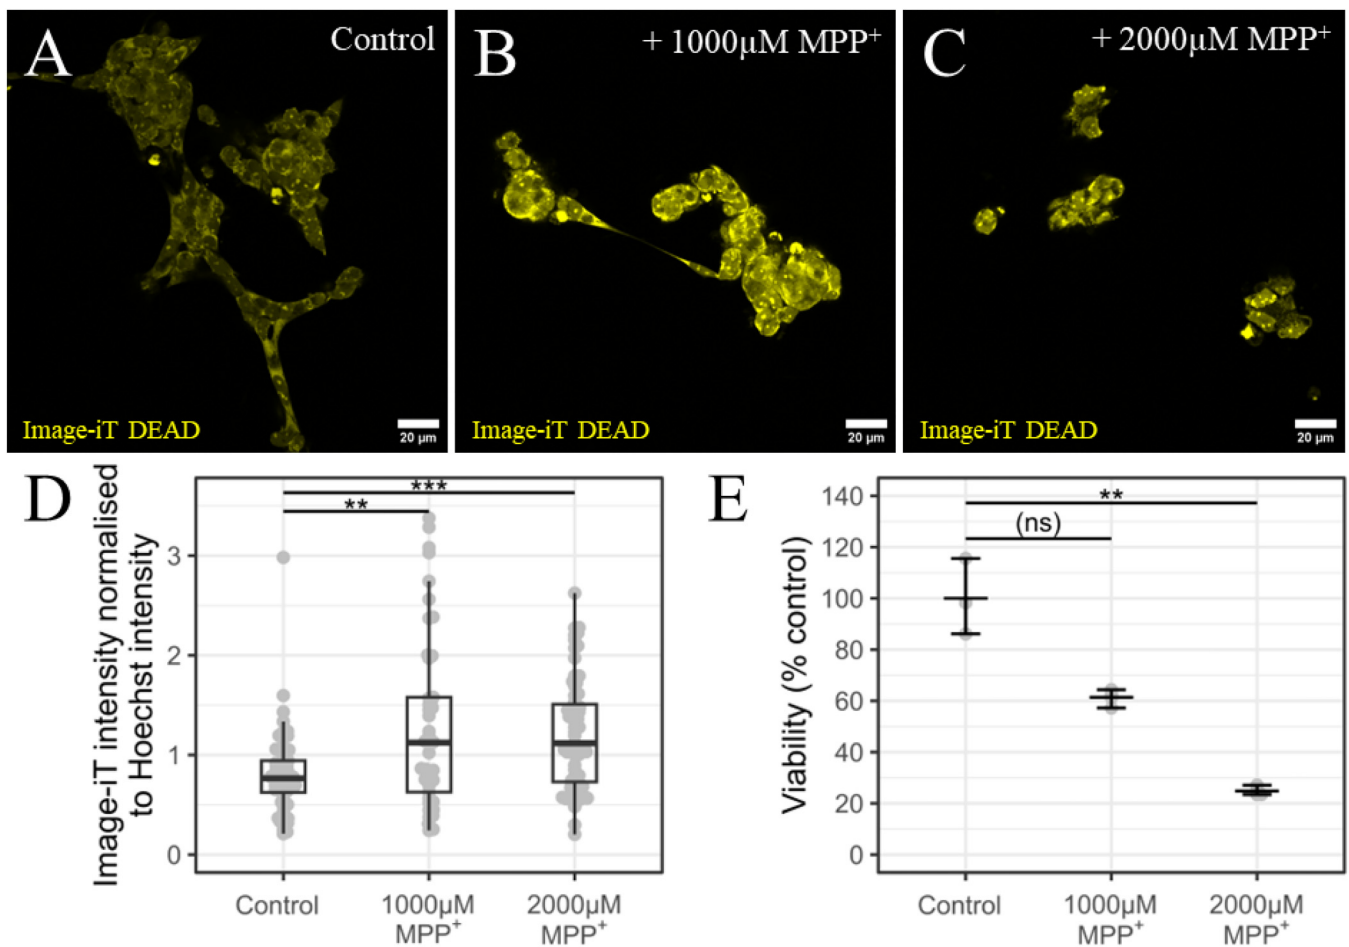 A
Control
Image-iT DEAD
20 μm
B
+ 1000μM MPP⁺
Image-iT DEAD
20 μm
C
+ 2000μM MPP⁺
Image-iT DEAD
20 μm
D
Image-iT intensity normalised
to Hoechst intensity
3
2
1
0
***
**
Control
1000μM
MPP⁺
2000μM
MPP⁺
E
Viability (% control)
140
120
100
80
60
40
20
0
**
(ns)
Control
1000μM
MPP⁺
2000μM
MPP⁺